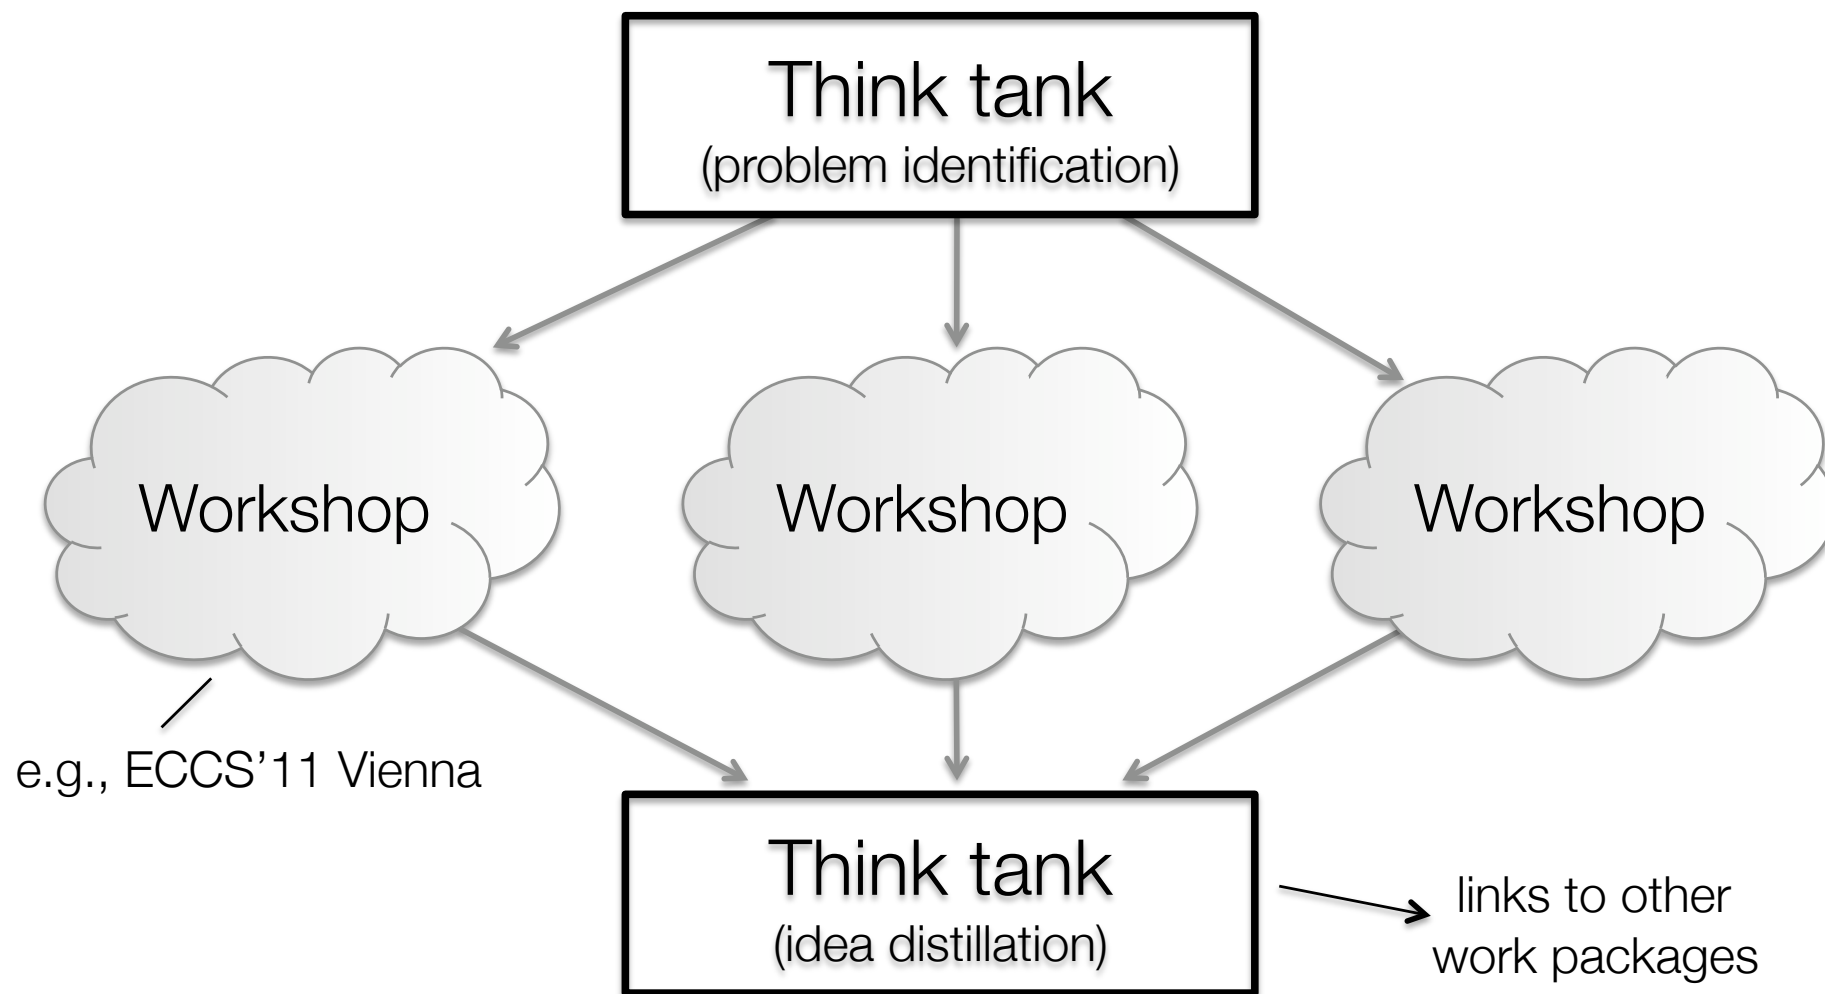 Think tank
(problem identification)
Workshop
Workshop
Workshop
e.g., ECCS’11 Vienna
Think tank
(idea distillation)
links to other
work packages